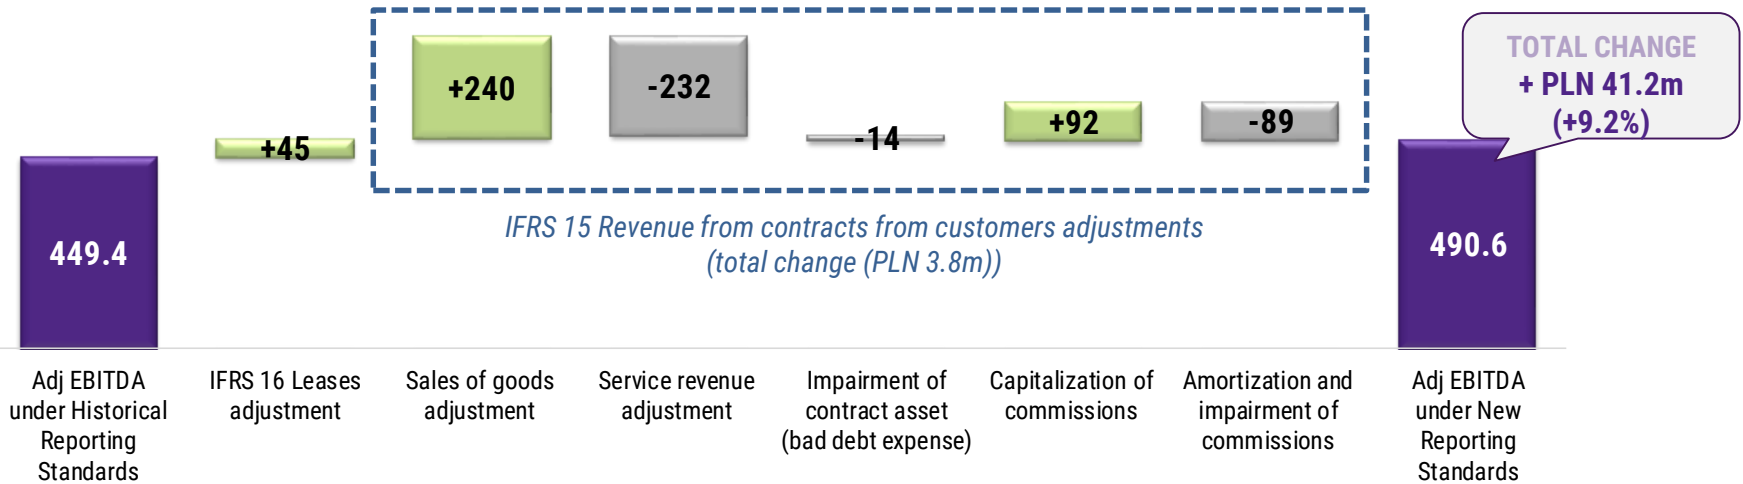 TOTAL CHANGE
+ PLN 41.2m
(+9.2%)
+240
-232
+45
-14
+92
-89
449.4
490.6
IFRS 15 Revenue from contracts from customers adjustments
(total change (PLN 3.8m))
Adj EBITDA
under Historical
Reporting
Standards
IFRS 16 Leases
adjustment
Sales of goods
adjustment
Service revenue
adjustment
Impairment of
contract asset
(bad debt expense)
Capitalization of
commissions
Amortization and
impairment of
commissions
Adj EBITDA
under New
Reporting
Standards